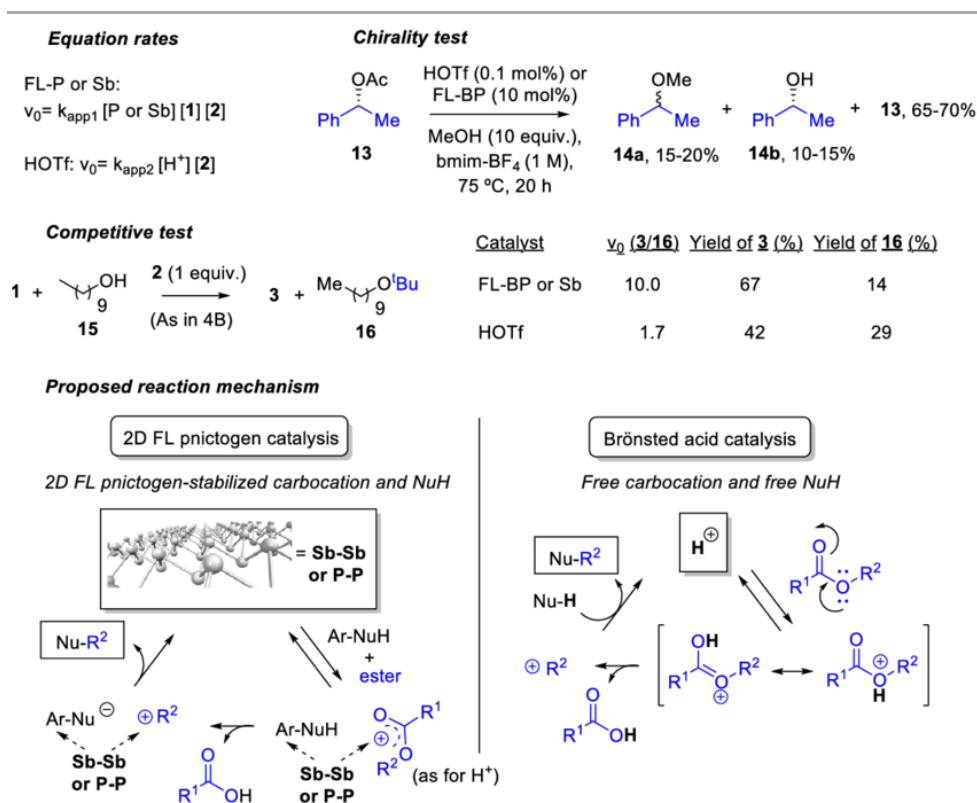 Equation rates
FL-P or Sb:
v0= kapp1 [P or Sb] [1] [2]
HOTf: v0= kapp2 [H+] [2]
Chirality test
OAc
Ph
Me
13
HOTf (0.1 mol%) or
FL-BP (10 mol%)
MeOH (10 equiv.),
bmim-BF4 (1 M),
75 ºC, 20 h
OMe
Ph
Me
14a, 15-20%
+
OH
Ph
Me
14b, 10-15%
+ 13, 65-70%
Competitive test
1 +
OH
9
15
2 (1 equiv.)
(As in 4B)
3 +
Me
OtBu
9
16
Catalyst v0 (3/16) Yield of 3 (%) Yield of 16 (%)
FL-BP or Sb 10.0 67 14
HOTf 1.7 42 29
Proposed reaction mechanism
2D FL pnictogen catalysis
2D FL pnictogen-stabilized carbocation and NuH
= Sb-Sb
or P-P
Nu-R2
Ar-NuH
+
ester
Ar-Nu ⊖
⊕ R2
Sb-Sb
or P-P
O
R1
OH
Ar-NuH
O
R1
⊕
O
R2
(as for H+)
Sb-Sb
or P-P
Brönsted acid catalysis
Free carbocation and free NuH
Nu-R2
Nu-H
H⊕
O
R1
O
R2
⊕ R2
O
R1
OH
OH
R1
O
⊕
R2
O
R1
O
⊕
R2
H